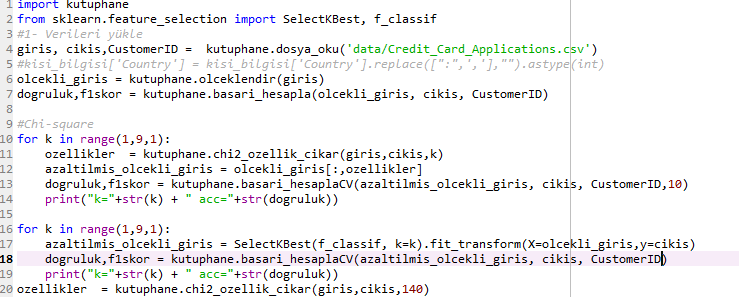 1 import kutuphane
2 from sklearn.feature_selection import SelectKBest, f_classif
3 #1- Verileri yükle
4 giris, cikis,CustomerID =  kutuphane.dosya_oku('data/Credit_Card_Applications.csv')
5 #kisi_bilgisi['Country'] = kisi_bilgisi['Country'].replace([":",','],"").astype(int)
6 olcekli_giris = kutuphane.olceklendir(giris)
7 dogruluk,f1skor = kutuphane.basari_hesapla(olcekli_giris, cikis, CustomerID)
8
9 #Chi-square
10 for k in range(1,9,1):
11     ozellikler  = kutuphane.chi2_ozellik_cikar(giris,cikis,k)
12     azaltilmis_olcekli_giris = olcekli_giris[:,ozellikler]
13     dogruluk,f1skor = kutuphane.basari_hesaplaCV(azaltilmis_olcekli_giris, cikis, CustomerID,10)
14     print("k="+str(k) + " acc="+str(dogruluk))
15
16 for k in range(1,9,1):
17     azaltilmis_olcekli_giris = SelectKBest(f_classif, k=k).fit_transform(X=olcekli_giris,y=cikis)
18     dogruluk,f1skor = kutuphane.basari_hesaplaCV(azaltilmis_olcekli_giris, cikis, CustomerID)
19     print("k="+str(k) + " acc="+str(dogruluk))
20 ozellikler  = kutuphane.chi2_ozellik_cikar(giris,cikis,140)